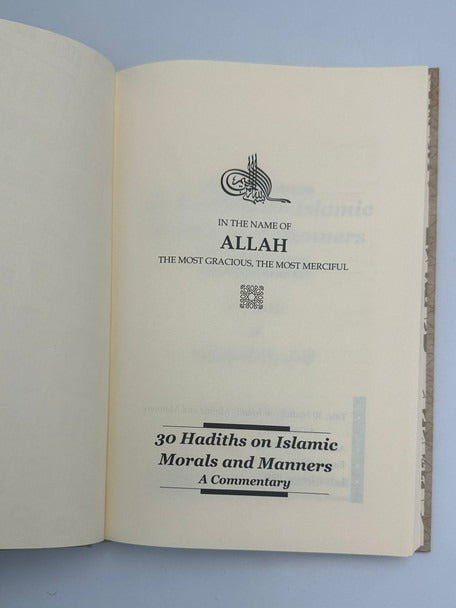 IN THE NAME OF
ALLAH
THE MOST GRACIOUS, THE MOST MERCIFUL
30 Hadiths on Islamic
Morals and Manners
A Commentary